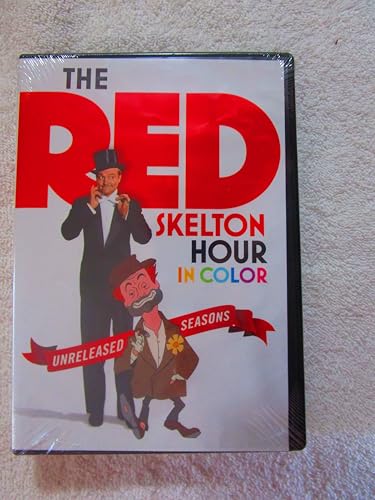 THE
RED
SKELTON
HOUR
IN COLOR
UNRELEASED SEASONS